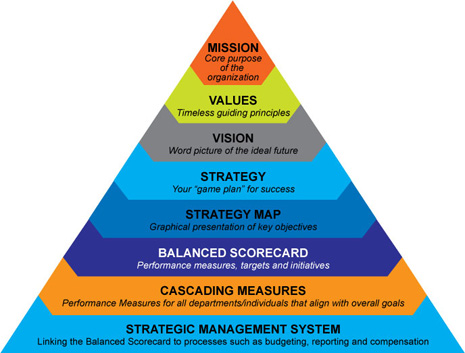 MISSION
Core purpose
of the
organization
VALUES
Timeless guiding principles
VISION
Word picture of the ideal future
STRATEGY
Your “game plan” for success
STRATEGY MAP
Graphical presentation of key objectives
BALANCED SCORECARD
Performance measures, targets and initiatives
CASCADING MEASURES
Performance Measures for all departments/individuals that align with overall goals
STRATEGIC MANAGEMENT SYSTEM
Linking the Balanced Scorecard to processes such as budgeting, reporting and compensation